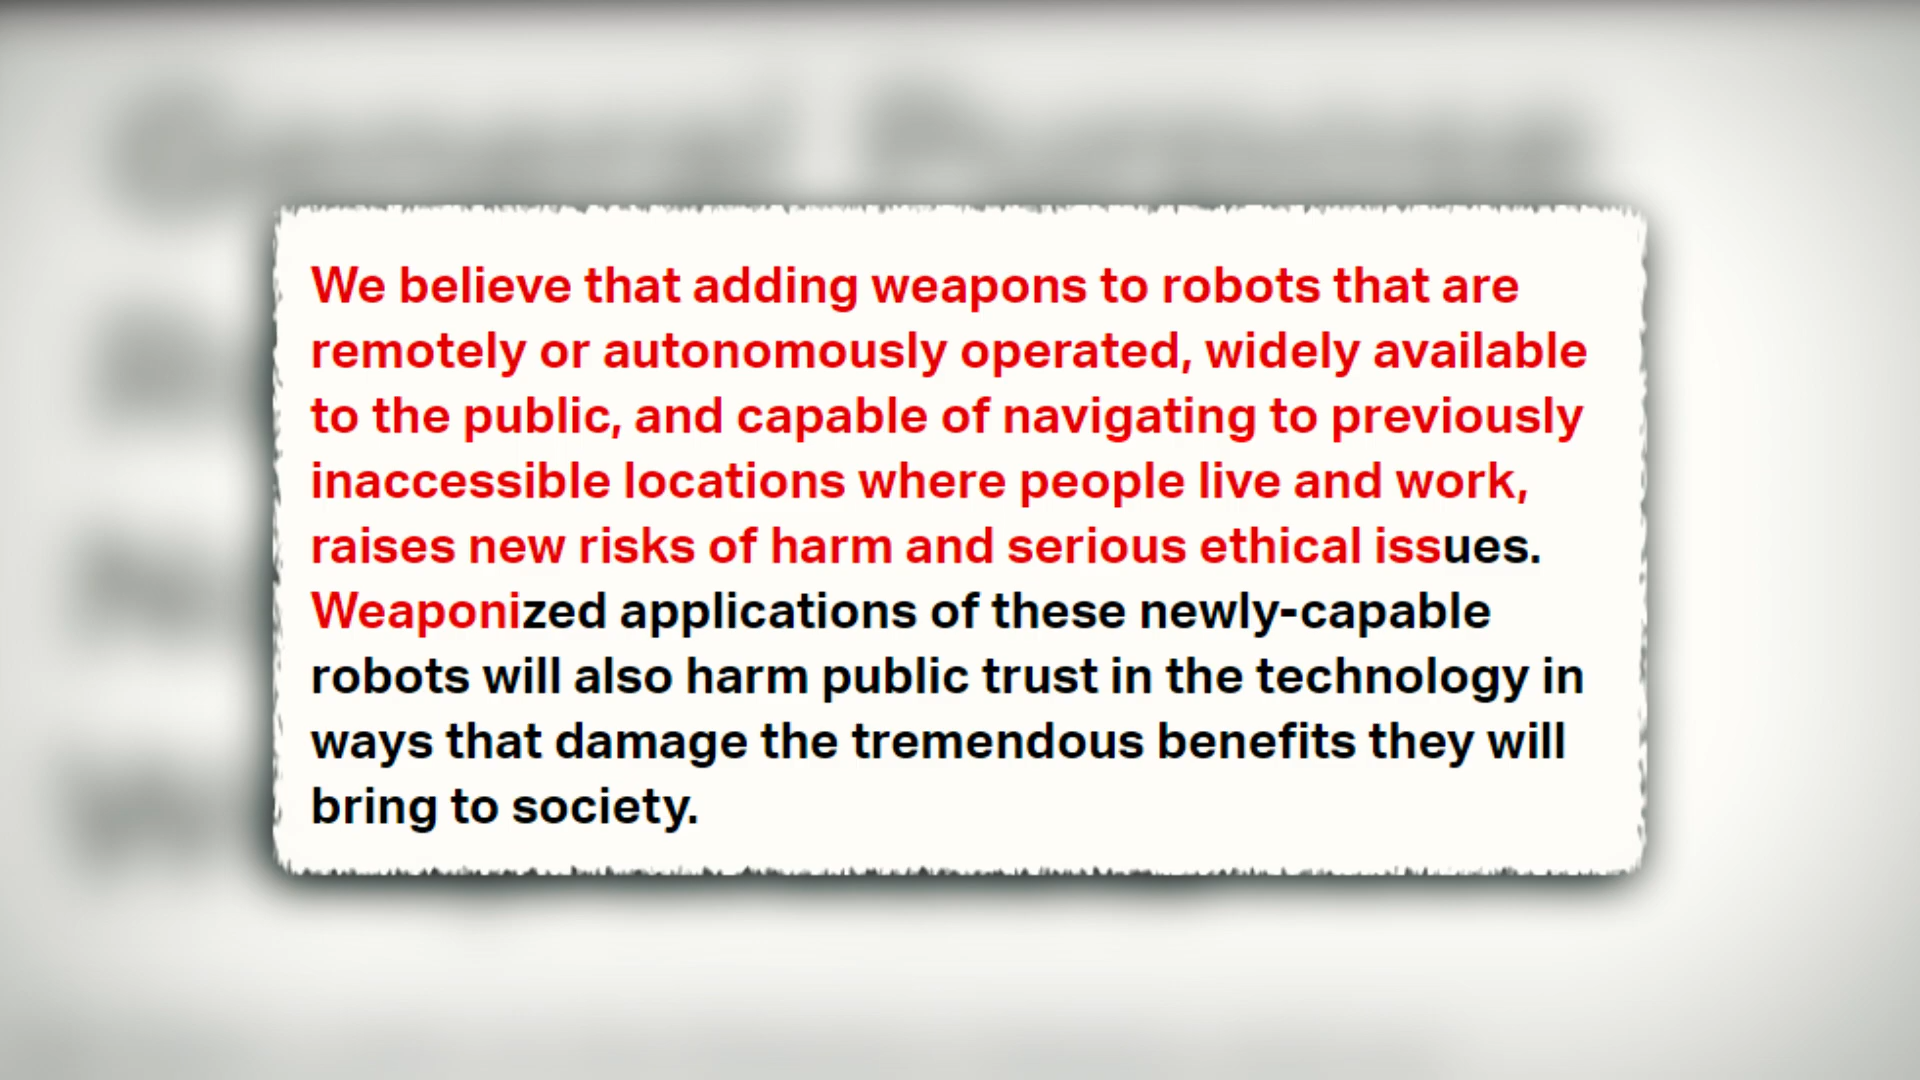 We believe that adding weapons to robots that are
remotely or autonomously operated, widely available
to the public, and capable of navigating to previously
inaccessible locations where people live and work,
raises new risks of harm and serious ethical issues.
Weaponized applications of these newly-capable
robots will also harm public trust in the technology in
ways that damage the tremendous benefits they will
bring to society.